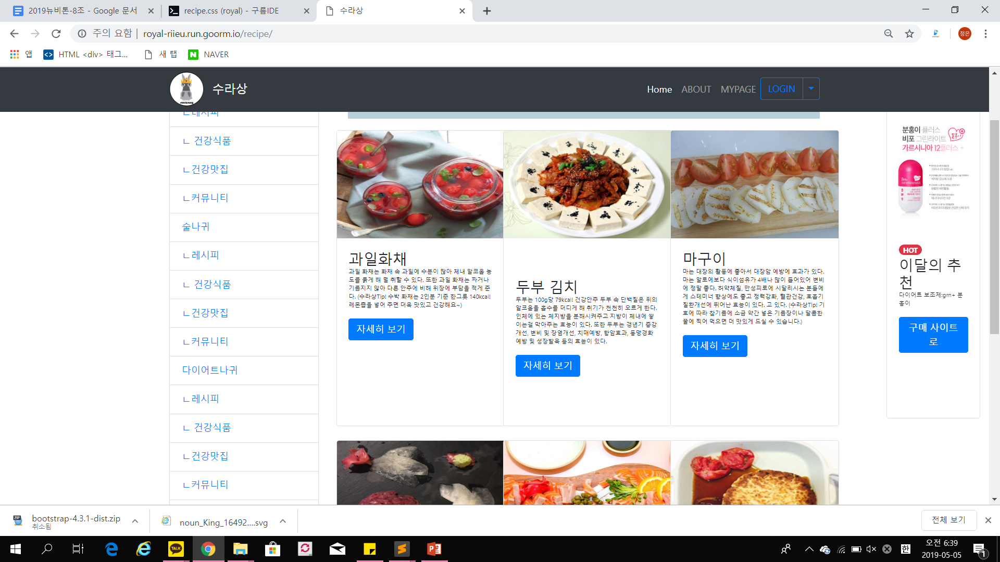 2019뉴비톤-8조 - Google 문서
recipe.css (royal) - 구름IDE
수라상
주의 요함 | royal-riieu.run.goorm.io/recipe/
정은
앱
HTML <div> 태그...
새 탭
NAVER
수라상
Home
ABOUT
MYPAGE
LOGIN
ㄴ레시피
ㄴ 건강식품
ㄴ건강맛집
ㄴ커뮤니티
술나귀
ㄴ레시피
ㄴ 건강식품
ㄴ건강맛집
ㄴ커뮤니티
다이어트나귀
ㄴ레시피
ㄴ 건강식품
ㄴ건강맛집
ㄴ커뮤니티
과일화채
과일 화채는 화채 속 과일에 수분이 많아 체내 알코올 농
도를 묽게 해 덜 취할 수 있다. 또한 과일 화채는 짜거나
기름지지 않아 다른 안주에 비해 위장에 부담을 적게 준
다. (수라상Tip! 수박 화채는 2인분 기준 한그릇 140kcal!
레몬즙을 넣어 주면 더욱 맛있고 건강해요~)
자세히 보기
두부 김치
두부는 100g당 79kcal! 건강안주 두부 속 단백질은 위의
알코올을 흡수를 더디게 해 취기가 천천히 오르게 한다.
인체에 있는 체지방을 분해시켜주고 지방이 체내에 쌓
이는걸 막아주는 효능이 있다. 또한 두부는 갱년기 증강
개선, 변비 및 장염개선, 치매예방, 항암효과, 동맹경화
예방 및 성장발육 등의 효능이 있다.
자세히 보기
마구이
마는 대장의 활동에 좋아서 대장암 예방에 효과가 있다.
마는 알로에보다 식이섬유가 4배나 많이 들어있어 변비
에 정말 좋다. 허약체질, 만성피로에 시달리시는 분들에
게 스테미너 향상에도 좋고 정력강화, 혈관건강, 호흡기
질환개선에 뛰어난 효능이 있다. 고 있다. (수라상Tip! 기
호에 따라 참기름에 소금 약간 넣은 기름장이나 달콤한
꿀에 찍어 먹으면 더 맛있게 드실 수 있습니다.)
자세히 보기
분홍이 플러스
비포 그린라이트
가르시니아 12플러스 +
HOT
이달의 추
천
다이어트 보조제:grn+ 분
홍이
구매 사이트
로
bootstrap-4.3.1-dist.zip
취소됨
noun_King_16492....svg
전체 보기
TALK
한
오전 6:39
2019-05-05
1